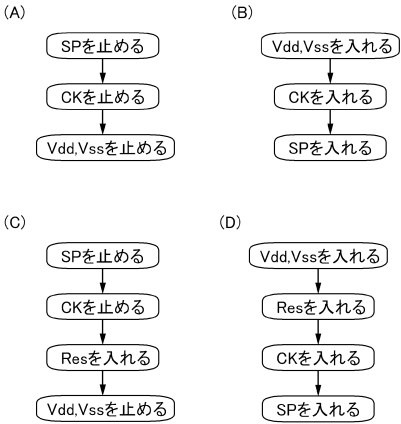 (A)
SPを止める
CKを止める
Vdd,Vssを止める
(B)
Vdd,Vssを入れる
CKを入れる
SPを入れる
(C)
SPを止める
CKを止める
Resを入れる
Vdd,Vssを止める
(D)
Vdd,Vssを入れる
Resを入れる
CKを入れる
SPを入れる